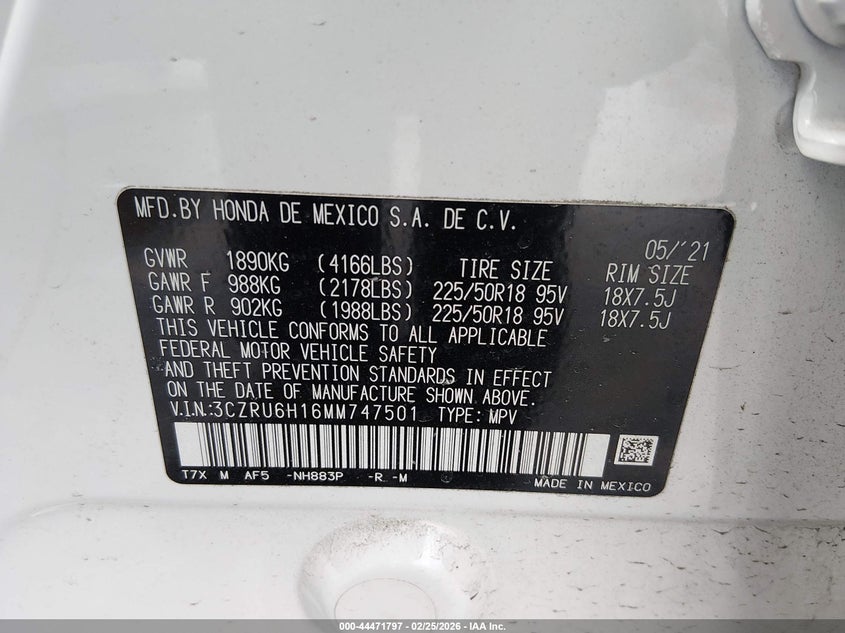 MFD.BY HONDA DE MEXICO S.A. DE C.V.
05/'21
GVWR 1890KG (4166LBS) TIRE SIZE RIM SIZE
GAWR F 988KG (2178LBS) 225/50R18 95V 18X7.5J
GAWR R 902KG (1988LBS) 225/50R18 95V 18X7.5J
THIS VEHICLE CONFORMS TO ALL APPLICABLE
FEDERAL MOTOR VEHICLE SAFETY
AND THEFT PREVENTION STANDARDS IN EFFECT
ON THE DATE OF MANUFACTURE SHOWN ABOVE.
V.I.N:3CZRU6H16MM747501 TYPE: MPV
T7X M AF5 -NH883P -R -M
MADE IN MEXICO
000-44471797 - 02/25/2026 - IAA Inc.